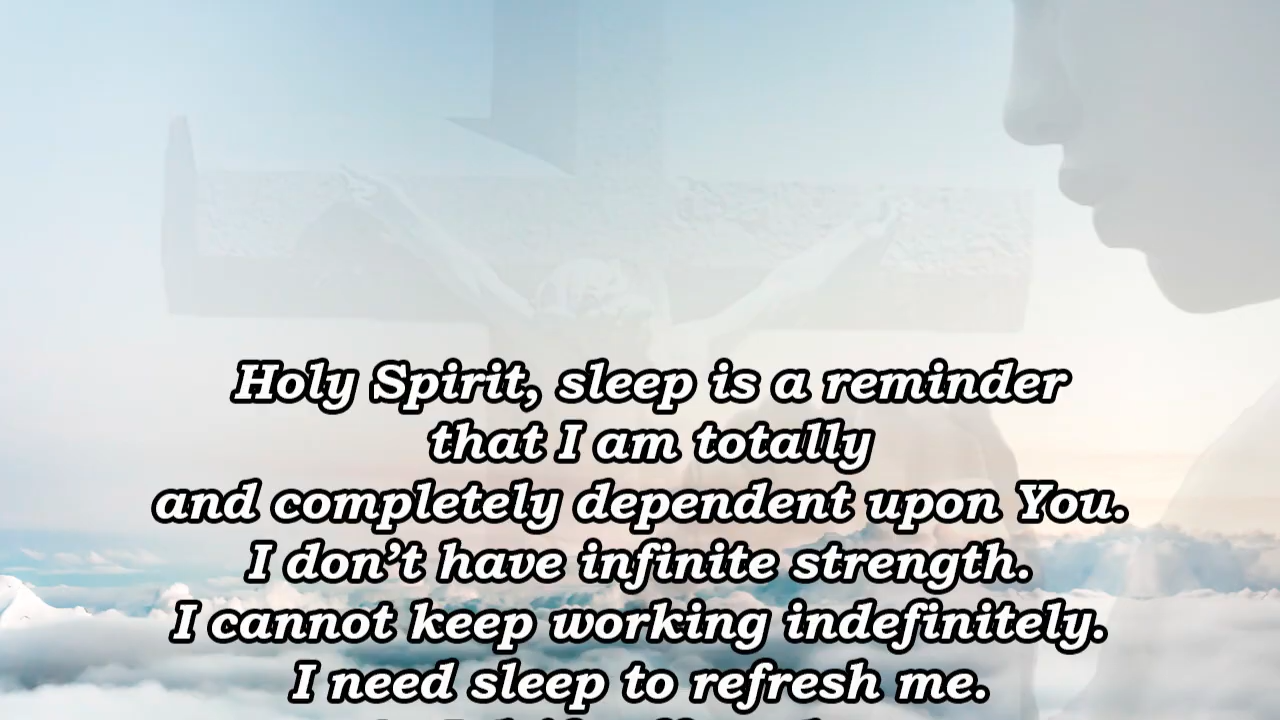 Holy Spirit, sleep is a reminder
that I am totally
and completely dependent upon You.
I don’t have infinite strength.
I cannot keep working indefinitely.
I need sleep to refresh me.